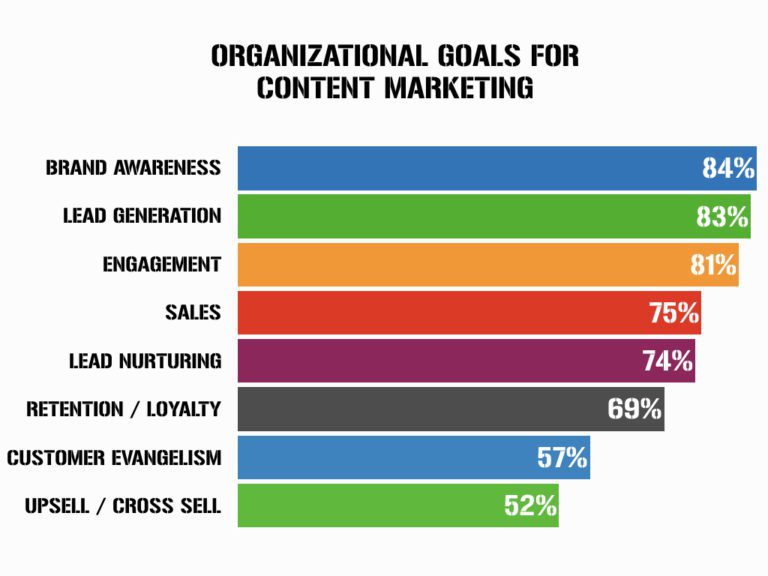 ORGANIZATIONAL GOALS FOR
CONTENT MARKETING
BRAND AWARENESS 84%
LEAD GENERATION 83%
ENGAGEMENT 81%
SALES 75%
LEAD NURTURING 74%
RETENTION / LOYALTY 69%
CUSTOMER EVANGELISM 57%
UPSELL / CROSS SELL 52%